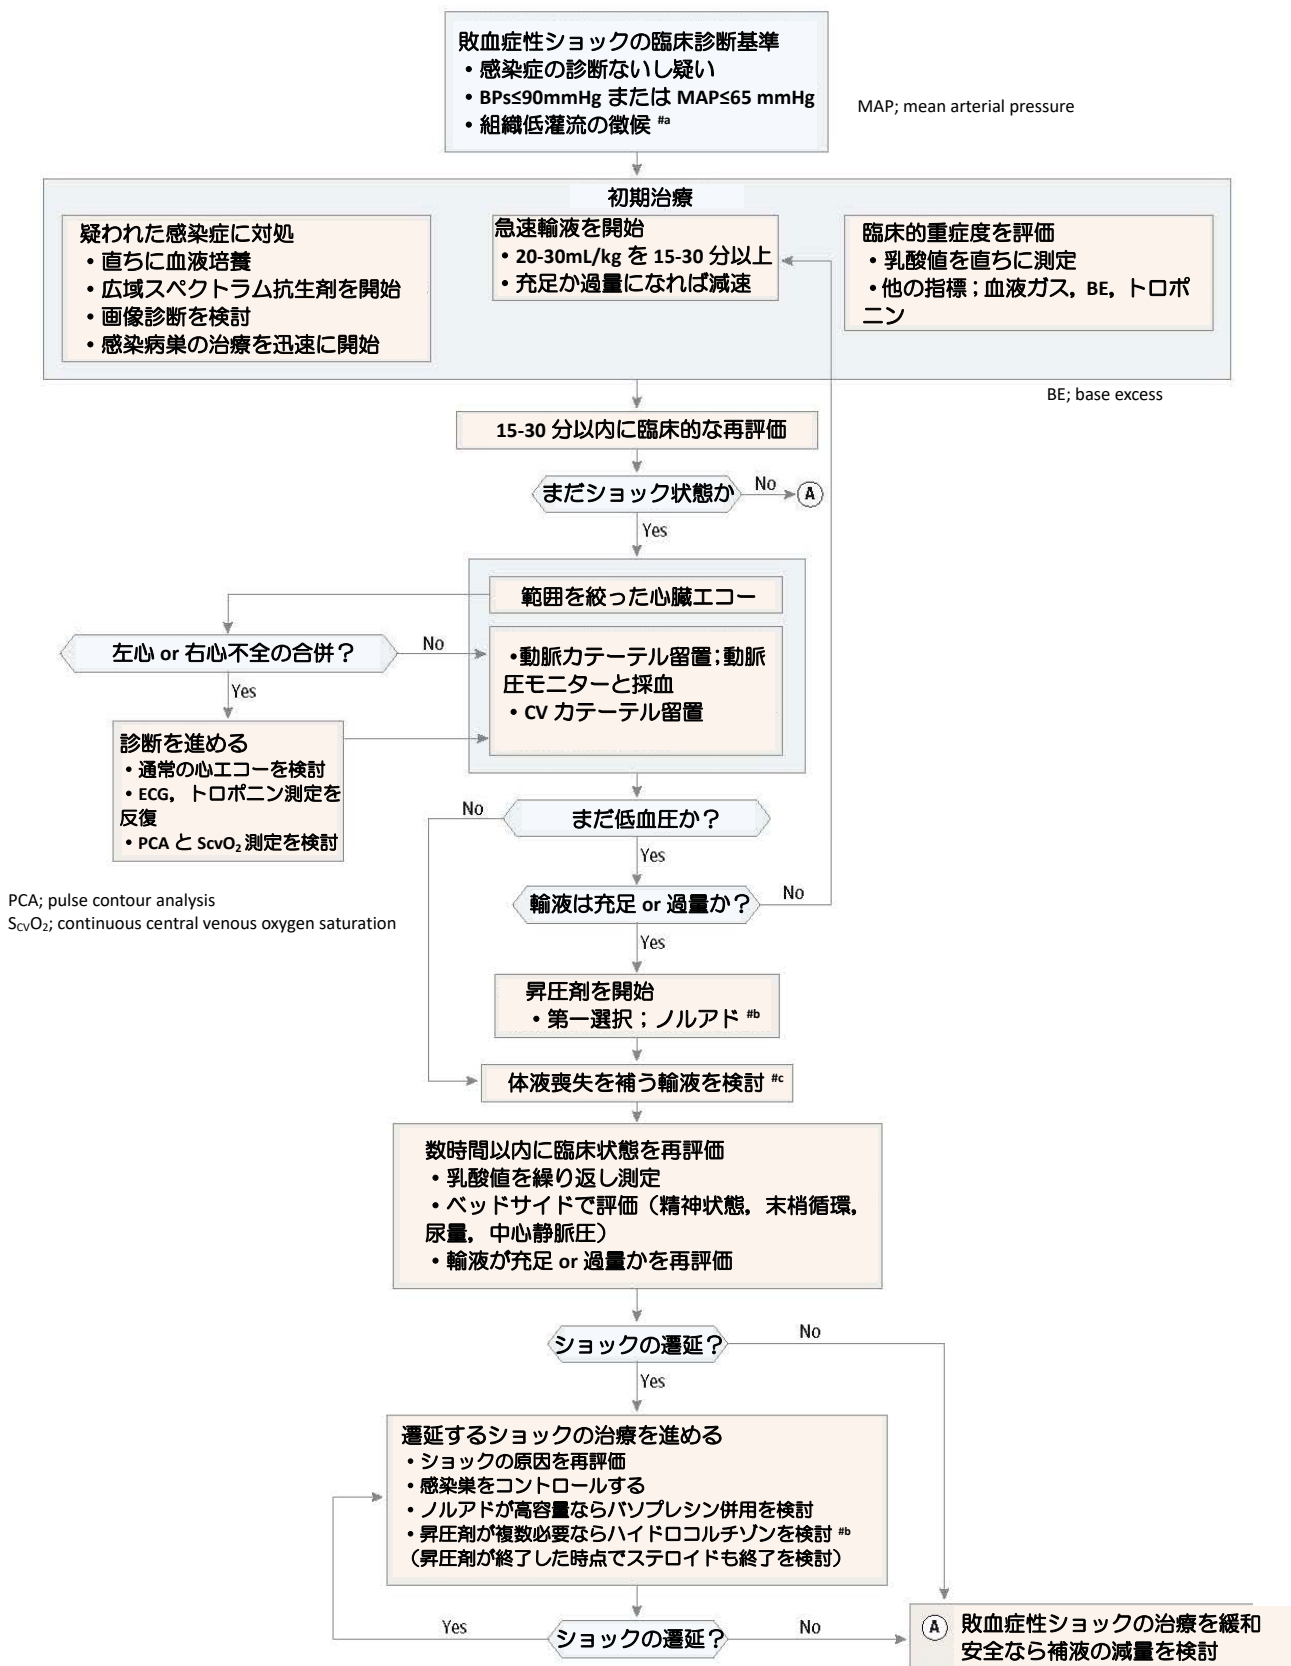 敗血症性ショックの臨床診断基準
・感染症の診断ないし疑い
・BPs≤90mmHg または MAP≤65 mmHg
・組織低灌流の徴候 #a
MAP; mean arterial pressure
初期治療
疑われた感染症に対処
・直ちに血液培養
・広域スペクトラム抗生剤を開始
・画像診断を検討
・感染病巣の治療を迅速に開始
急速輸液を開始
・20-30mL/kg を 15-30 分以上
・充足か過量になれば減速
臨床的重症度を評価
・乳酸値を直ちに測定
・他の指標；血液ガス，BE，トロポ
ニン
BE; base excess
15-30 分以内に臨床的な再評価
まだショック状態か
No
A
Yes
範囲を絞った心臓エコー
左心 or 右心不全の合併？
No
Yes
・動脈カテーテル留置；動脈
圧モニターと採血
・CV カテーテル留置
診断を進める
・通常の心エコーを検討
・ECG，トロポニン測定を
反復
・PCA と ScvO₂ 測定を検討
まだ低血圧か？
No
Yes
PCA; pulse contour analysis
SCVO₂; continuous central venous oxygen saturation
輸液は充足 or 過量か？
No
Yes
昇圧剤を開始
・第一選択；ノルアド #b
体液喪失を補う輸液を検討 #c
数時間以内に臨床状態を再評価
・乳酸値を繰り返し測定
・ベッドサイドで評価（精神状態，末梢循環，
尿量，中心静脈圧）
・輸液が充足 or 過量かを再評価
ショックの遷延？
No
Yes
遷延するショックの治療を進める
・ショックの原因を再評価
・感染巣をコントロールする
・ノルアドが高容量ならバソプレシン併用を検討
・昇圧剤が複数必要ならハイドロコルチゾンを検討 #b
（昇圧剤が終了した時点でステロイドも終了を検討）
Yes
ショックの遷延？
No
A 敗血症性ショックの治療を緩和
安全なら補液の減量を検討